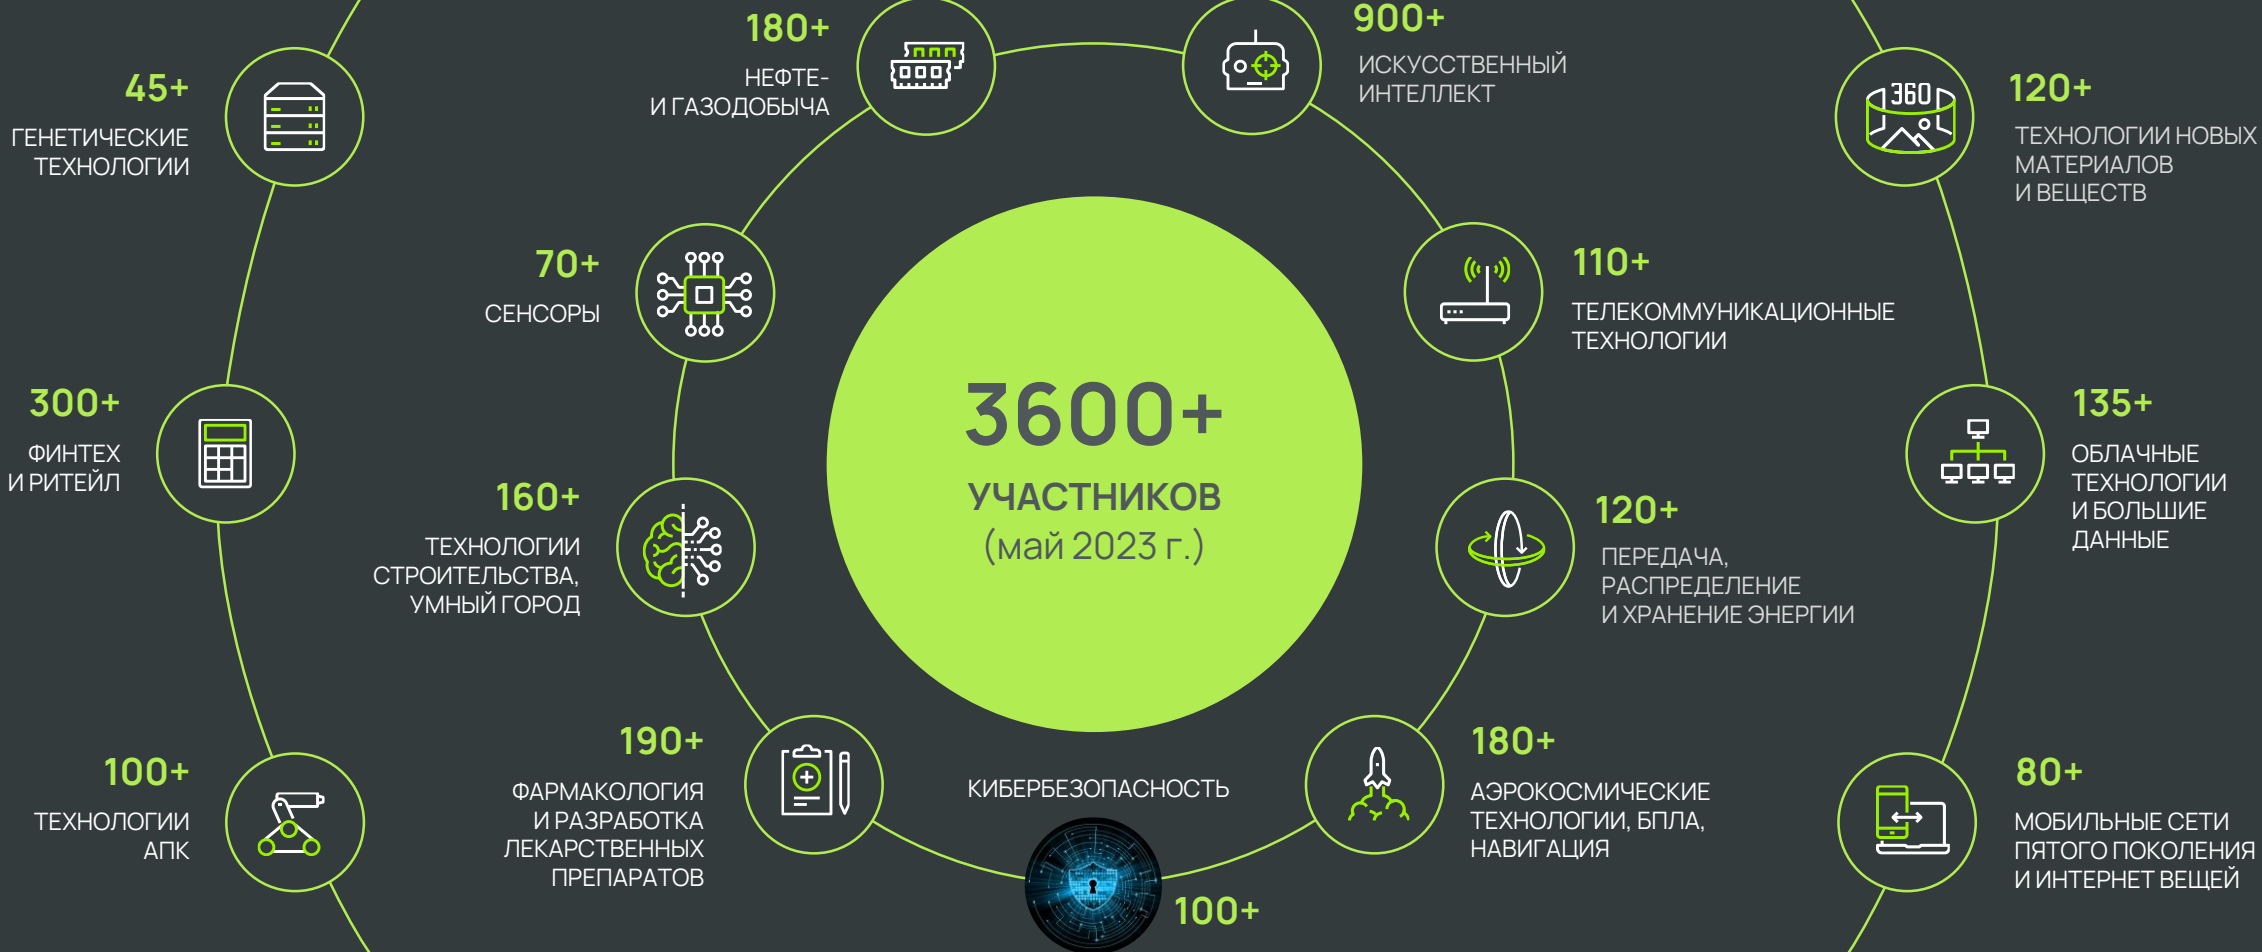 180+
НЕФТЕ-
И ГАЗОДОБЫЧА
900+
ИСКУССТВЕННЫЙ
ИНТЕЛЛЕКТ
45+
ГЕНЕТИЧЕСКИЕ
ТЕХНОЛОГИИ
360
120+
ТЕХНОЛОГИИ НОВЫХ
МАТЕРИАЛОВ
И ВЕЩЕСТВ
70+
СЕНСОРЫ
110+
ТЕЛЕКОММУНИКАЦИОННЫЕ
ТЕХНОЛОГИИ
300+
ФИНТЕХ
И РИТЕЙЛ
3600+
УЧАСТНИКОВ
(май 2023 г.)
135+
ОБЛАЧНЫЕ
ТЕХНОЛОГИИ
И БОЛЬШИЕ
ДАННЫЕ
160+
ТЕХНОЛОГИИ
СТРОИТЕЛЬСТВА,
УМНЫЙ ГОРОД
120+
ПЕРЕДАЧА,
РАСПРЕДЕЛЕНИЕ
И ХРАНЕНИЕ ЭНЕРГИИ
100+
ТЕХНОЛОГИИ
АПК
190+
ФАРМАКОЛОГИЯ
И РАЗРАБОТКА
ЛЕКАРСТВЕННЫХ
ПРЕПАРАТОВ
КИБЕРБЕЗОПАСНОСТЬ
100+
180+
АЭРОКОСМИЧЕСКИЕ
ТЕХНОЛОГИИ, БПЛА,
НАВИГАЦИЯ
80+
МОБИЛЬНЫЕ СЕТИ
ПЯТОГО ПОКОЛЕНИЯ
И ИНТЕРНЕТ ВЕЩЕЙ